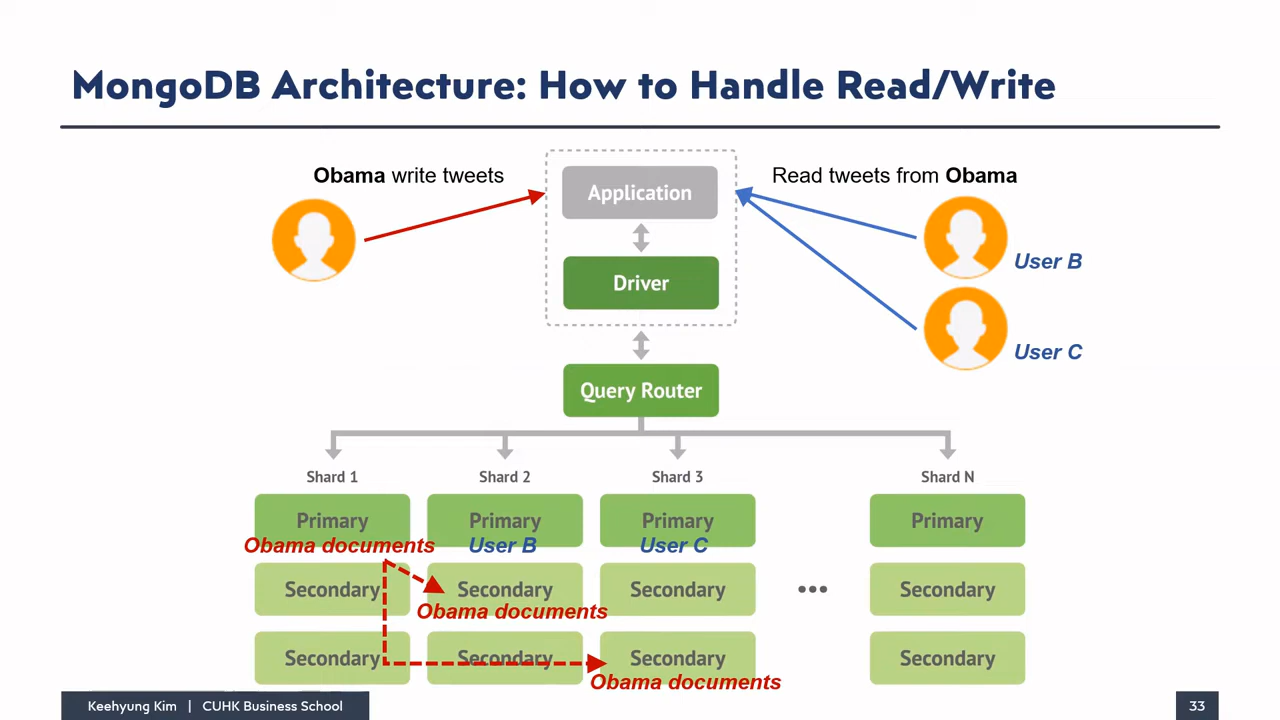 MongoDB Architecture: How to Handle Read/Write
Obama write tweets
Application
Read tweets from Obama
User B
Driver
User C
Query Router
Shard 1
Shard 2
Shard 3
Shard N
Primary
Primary
Primary
Primary
Obama documents
User B
User C
Secondary
Secondary
Secondary
•••
Secondary
Obama documents
Secondary
Secondary
Secondary
Secondary
Obama documents
Keehyung Kim | CUHK Business School
33